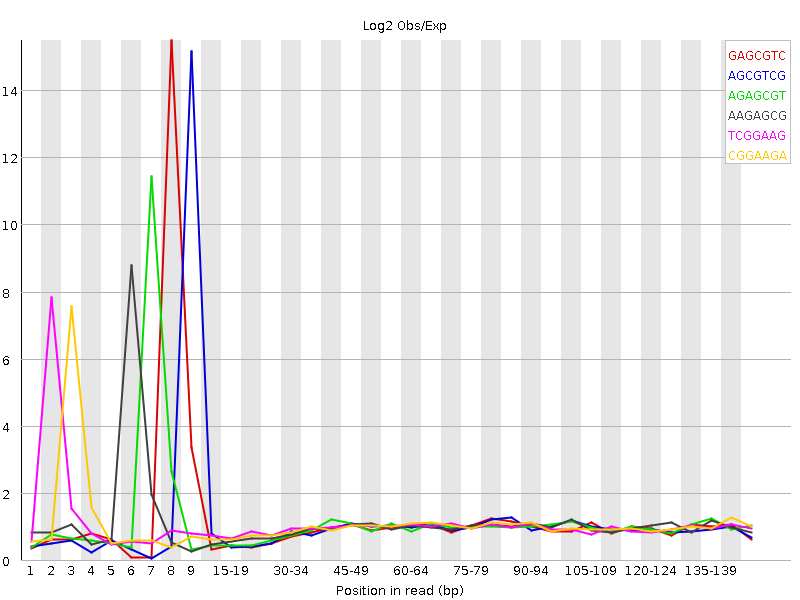 Log2 Obs/Exp
GAGCGTC
AGCGTCG
AGAGCGT
AAGAGCG
TCGGAAG
CGGAAGA
14
12
10
8
6
4
2
0
1 2 3 4 5 6 7 8 9 15-19 30-34 45-49 60-64 75-79 90-94 105-109 120-124 135-139
Position in read (bp)